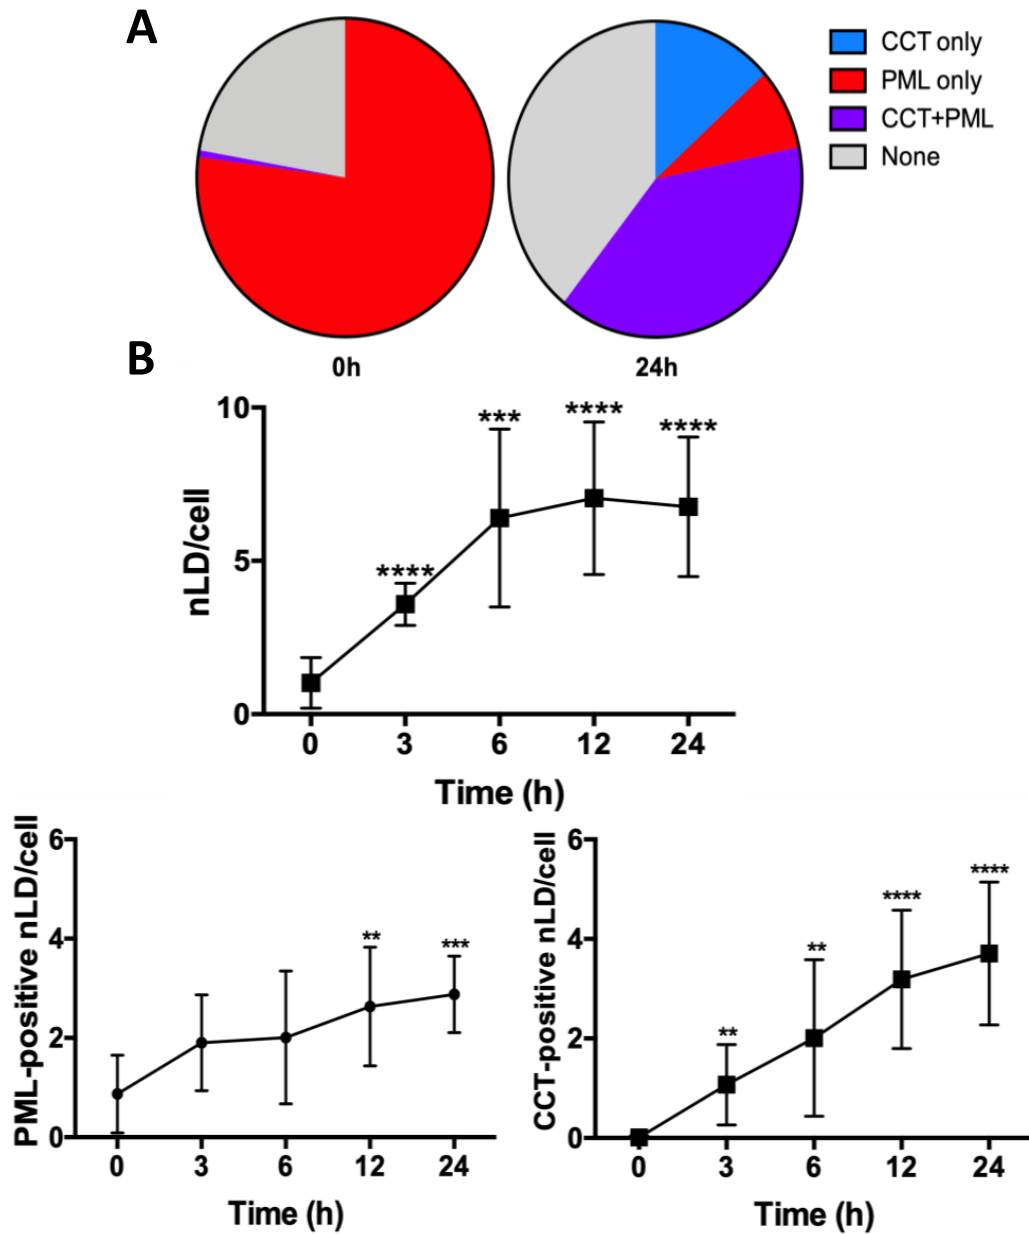 A
CCT only
PML only
CCT+PML
None
0h
24h
B
nLD/cell
10
5
0
***
****
****
****
0 3 6 12 24
Time (h)
PML-positive nLD/cell
6
4
2
0
**
***
0 3 6 12 24
Time (h)
CCT-positive nLD/cell
6
4
2
0
****
****
**
**
0 3 6 12 24
Time (h)